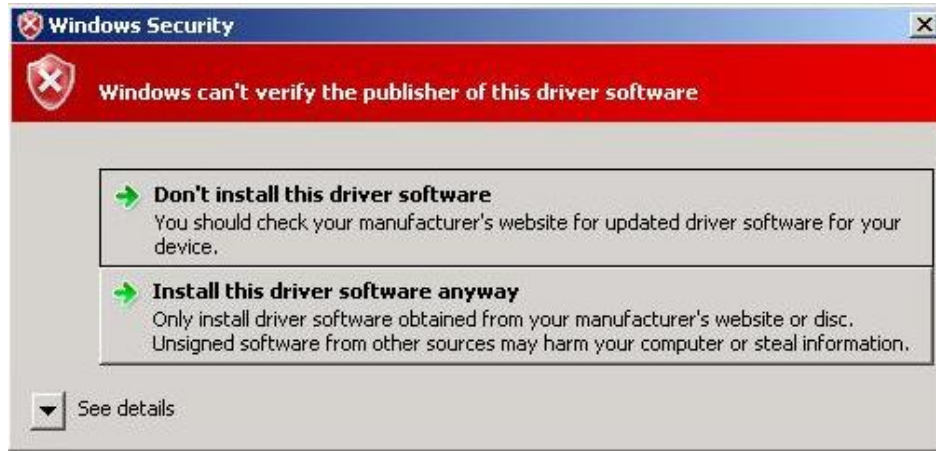 Windows Security
Windows can't verify the publisher of this driver software
Don't install this driver software
You should check your manufacturer's website for updated driver software for your
device.
Install this driver software anyway
Only install driver software obtained from your manufacturer's website or disc.
Unsigned software from other sources may harm your computer or steal information.
See details